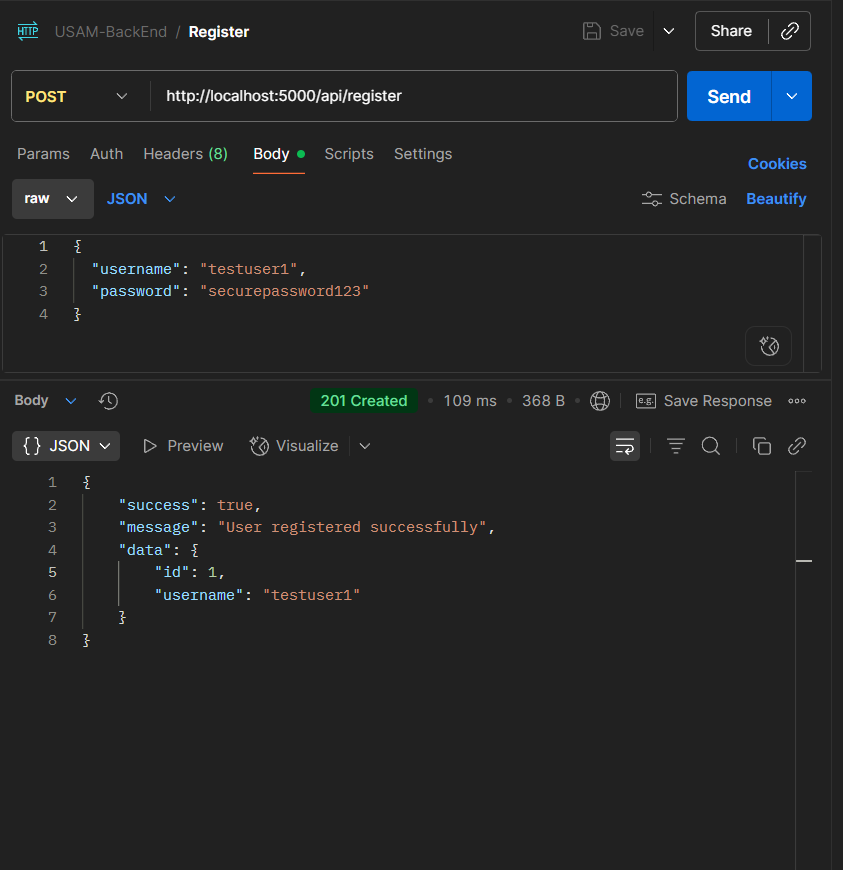 HTTP USAM-BackEnd / Register Save Share
POST http://localhost:5000/api/register Send
Params Auth Headers (8) Body Scripts Settings Cookies
raw JSON Schema Beautify
1 {
2 "username": "testuser1",
3 "password": "securepassword123"
4 }
Body 201 Created • 109 ms • 368 B • e.g. Save Response
{} JSON Preview Visualize
1 {
2 "success": true,
3 "message": "User registered successfully",
4 "data": {
5 "id": 1,
6 "username": "testuser1"
7 }
8 }